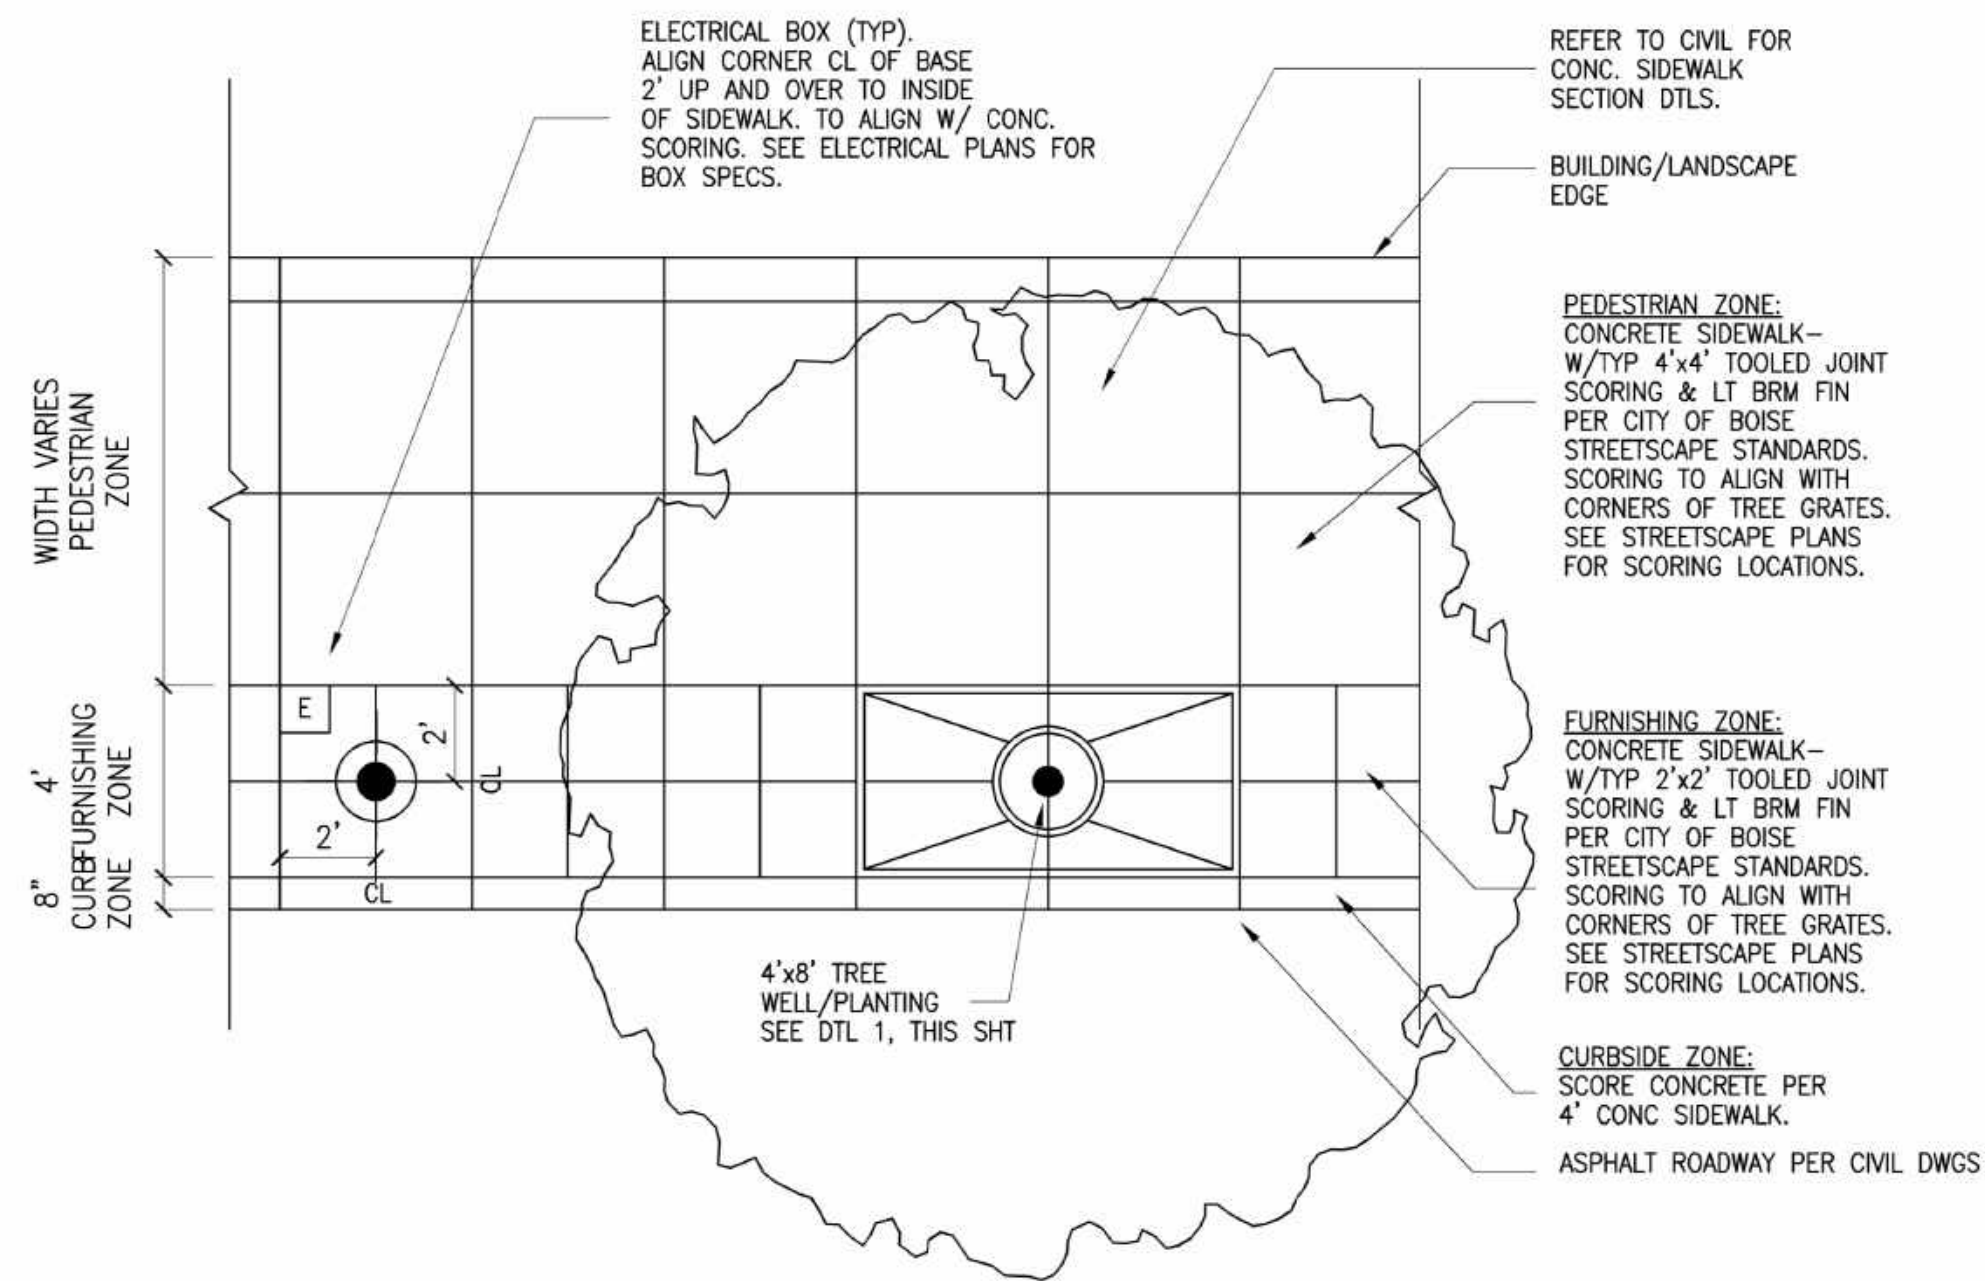 ELECTRICAL BOX (TYP).
ALIGN CORNER CL OF BASE
2' UP AND OVER TO INSIDE
OF SIDEWALK. TO ALIGN W/ CONC.
SCORING. SEE ELECTRICAL PLANS FOR
BOX SPECS.
REFER TO CIVIL FOR
CONC. SIDEWALK
SECTION DTLS.
BUILDING/LANDSCAPE
EDGE
PEDESTRIAN ZONE:
CONCRETE SIDEWALK–
W/TYP 4'x4' TOOLED JOINT
SCORING & LT BRM FIN
PER CITY OF BOISE
STREETSCAPE STANDARDS.
SCORING TO ALIGN WITH
CORNERS OF TREE GRATES.
SEE STREETSCAPE PLANS
FOR SCORING LOCATIONS.
WIDTH VARIES
PEDESTRIAN
ZONE
4'
FURNISHING
ZONE
8"
CURB
ZONE
E
2'
CL
2'
CL
4'x8' TREE
WELL/PLANTING
SEE DTL 1, THIS SHT
FURNISHING ZONE:
CONCRETE SIDEWALK–
W/TYP 2'x2' TOOLED JOINT
SCORING & LT BRM FIN
PER CITY OF BOISE
STREETSCAPE STANDARDS.
SCORING TO ALIGN WITH
CORNERS OF TREE GRATES.
SEE STREETSCAPE PLANS
FOR SCORING LOCATIONS.
CURBSIDE ZONE:
SCORE CONCRETE PER
4' CONC SIDEWALK.
ASPHALT ROADWAY PER CIVIL DWGS